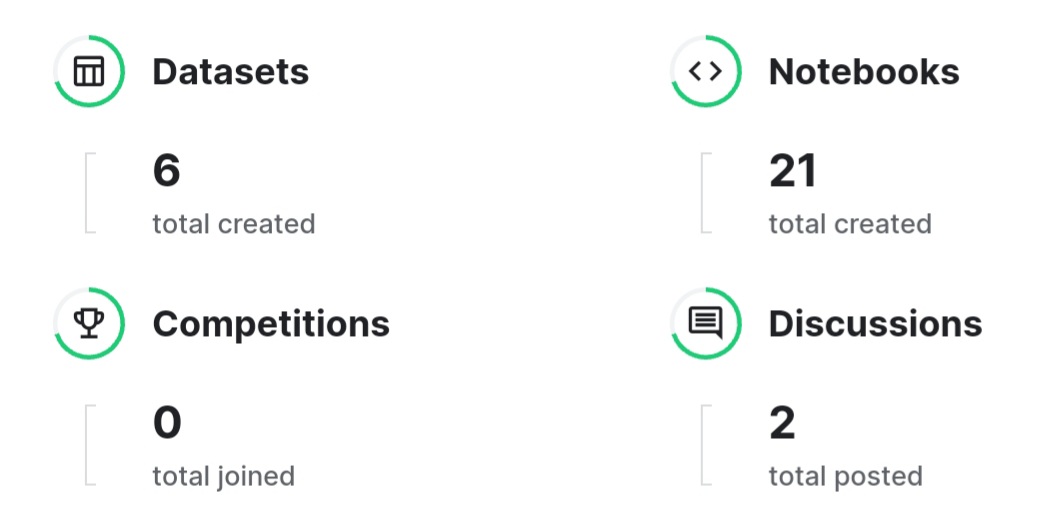 Datasets
6
total created
Notebooks
21
total created
Competitions
0
total joined
Discussions
2
total posted